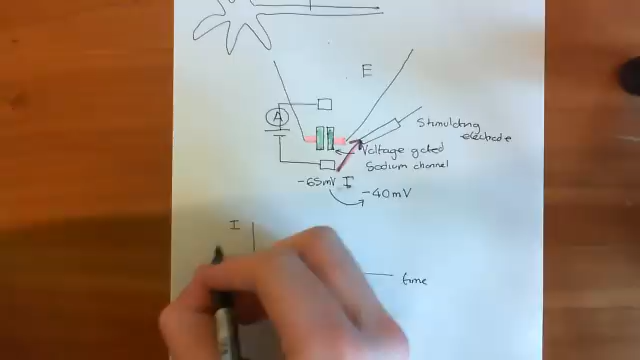 E
A
Stimulating
electrode
Voltage gated
Sodium channel
-65mV I
-40mV
I
time